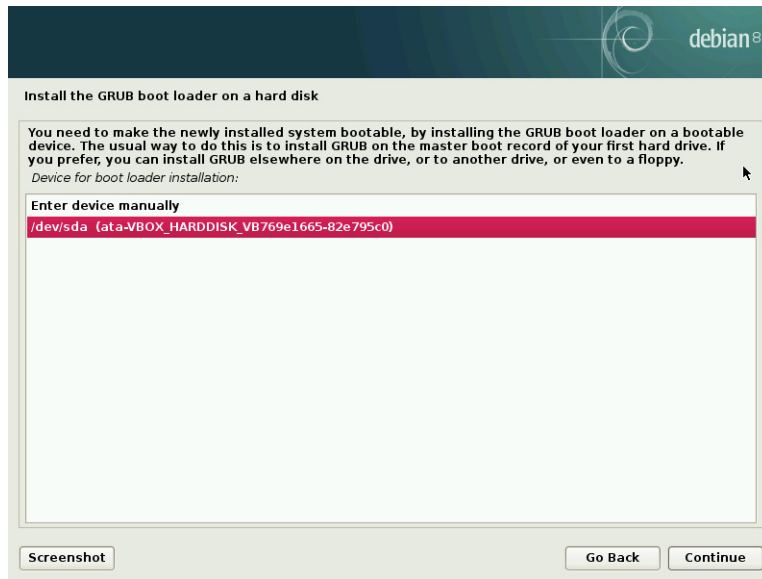 debian 8
Install the GRUB boot loader on a hard disk
You need to make the newly installed system bootable, by installing the GRUB boot loader on a bootable
device. The usual way to do this is to install GRUB on the master boot record of your first hard drive. If
you prefer, you can install GRUB elsewhere on the drive, or to another drive, or even to a floppy.
Device for boot loader installation:
Enter device manually
/dev/sda (ata-VBOX_HARDDISK_VB769e1665-82e795c0)
Screenshot
Go Back
Continue